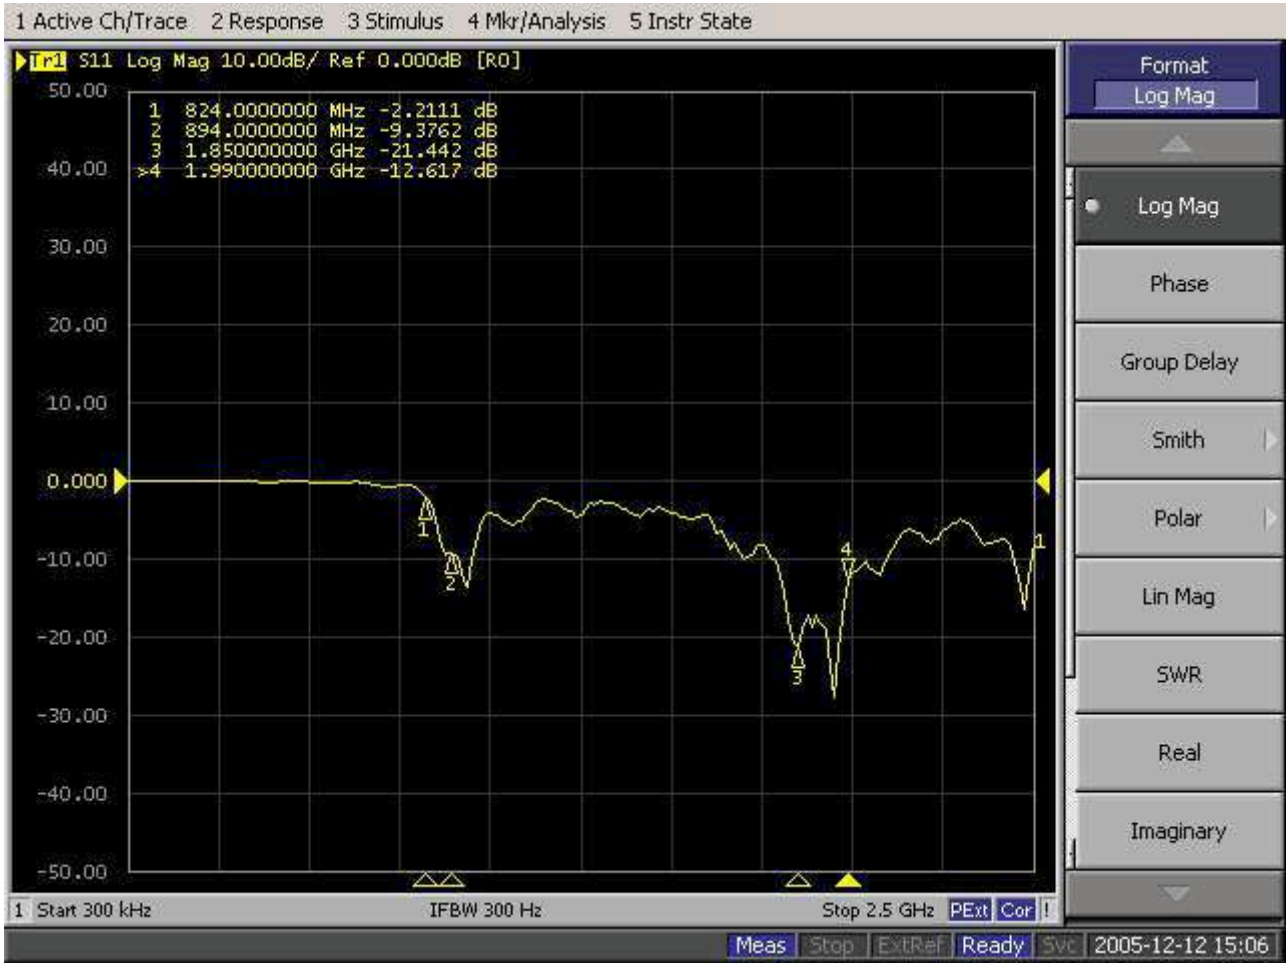 1 Active Ch/Trace 2 Response 3 Stimulus 4 Mkr/Analysis 5 Instr State
Tr1 S11 Log Mag 10.00dB/ Ref 0.000dB [RO]
50.00
1 824.0000000 MHz -2.2111 dB
2 894.0000000 MHz -9.3762 dB
3 1.850000000 GHz -21.442 dB
>4 1.990000000 GHz -12.617 dB
40.00
30.00
20.00
10.00
0.000
-10.00
-20.00
-30.00
-40.00
-50.00
1
2
3
4
1
Format
Log Mag
Log Mag
Phase
Group Delay
Smith
Polar
Lin Mag
SWR
Real
Imaginary
1 Start 300 kHz IFBW 300 Hz Stop 2.5 GHz PExt Cor !
Meas Stop ExtRef Ready Svc 2005-12-12 15:06